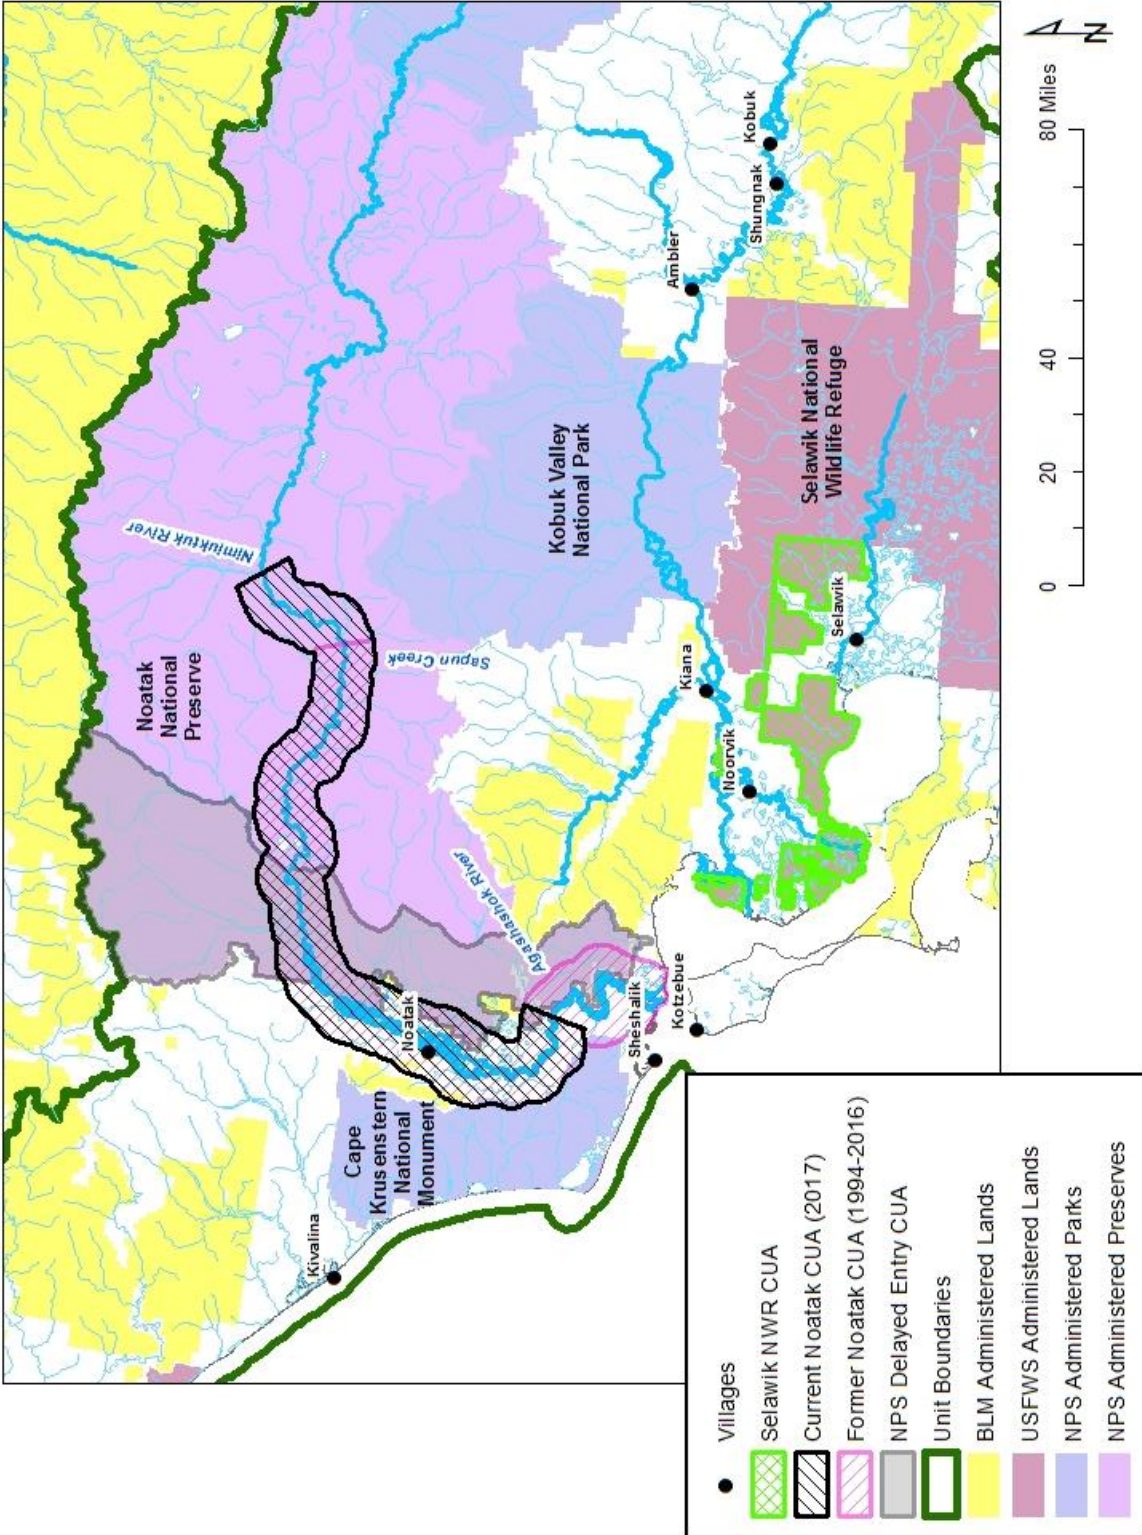 Noatak
National
Preserve
Nimiuktuk River
Sapun Creek
Agashashok River
Kobuk Valley
National Park
Selawik National
Wildlife Refuge
Cape
Krusenstern
National
Monument
Kivalina
Noatak
Sheshalik
Kotzebue
Noorvik
Kiana
Selawik
Ambler
Shungnak
Kobuk
Villages
Selawik NWR CUA
Current Noatak CUA (2017)
Former Noatak CUA (1994-2016)
NPS Delayed Entry CUA
Unit Boundaries
BLM Administered Lands
USFWS Administered Lands
NPS Administered Parks
NPS Administered Preserves
0 20 40 80 Miles
N